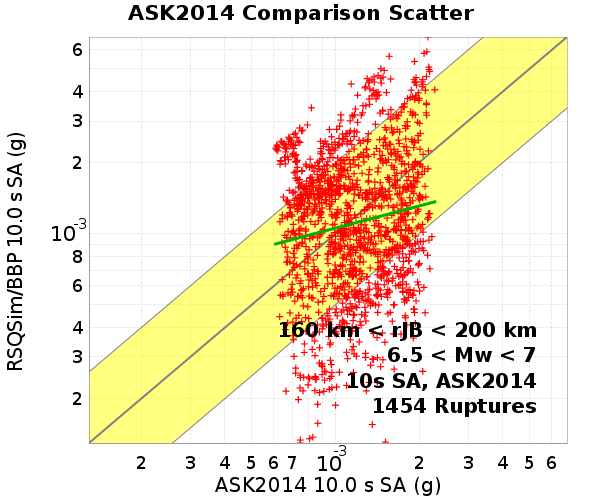 ASK2014 Comparison Scatter
RSQSim/BBP 10.0 s SA (g)
6
4
3
2
10-3
8
6
4
3
2
160 km < rJB < 200 km
6.5 < Mw < 7
10s SA, ASK2014
1454 Ruptures
2 3 4 5 6 7 10-3 2 3 4 5 6
ASK2014 10.0 s SA (g)